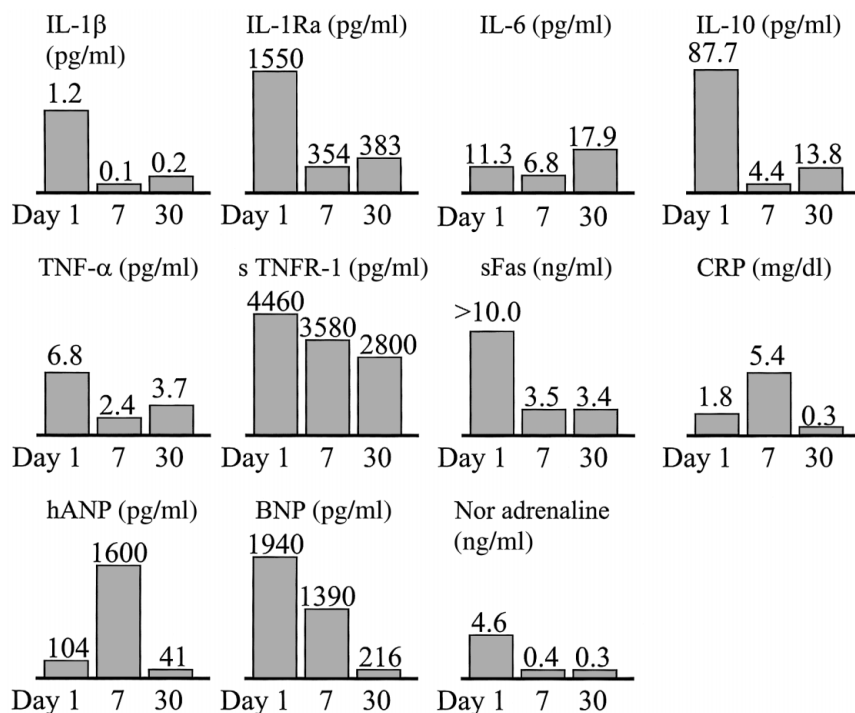 IL-1β
(pg/ml)
1.2
0.1
0.2
Day 1 7 30
IL-1Ra (pg/ml)
1550
354
383
Day 1 7 30
IL-6 (pg/ml)
11.3
6.8
17.9
Day 1 7 30
IL-10 (pg/ml)
87.7
4.4
13.8
Day 1 7 30
TNF-α (pg/ml)
6.8
2.4
3.7
Day 1 7 30
s TNFR-1 (pg/ml)
4460
3580
2800
Day 1 7 30
sFas (ng/ml)
>10.0
3.5
3.4
Day 1 7 30
CRP (mg/dl)
1.8
5.4
0.3
Day 1 7 30
hANP (pg/ml)
104
1600
41
Day 1 7 30
BNP (pg/ml)
1940
1390
216
Day 1 7 30
Nor adrenaline
(ng/ml)
4.6
0.4
0.3
Day 1 7 30